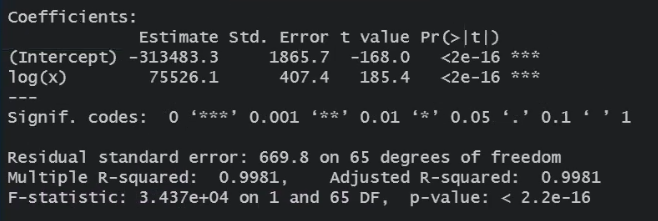 Coefficients:
Estimate Std. Error t value Pr(>|t|)
(Intercept) -313483.3 1865.7 -168.0 <2e-16 ***
log(x) 75526.1 407.4 185.4 <2e-16 ***
---
Signif. codes: 0 ‘***’ 0.001 ‘**’ 0.01 ‘*’ 0.05 ‘.’ 0.1 ‘ ’ 1
Residual standard error: 669.8 on 65 degrees of freedom
Multiple R-squared: 0.9981, Adjusted R-squared: 0.9981
F-statistic: 3.437e+04 on 1 and 65 DF, p-value: < 2.2e-16